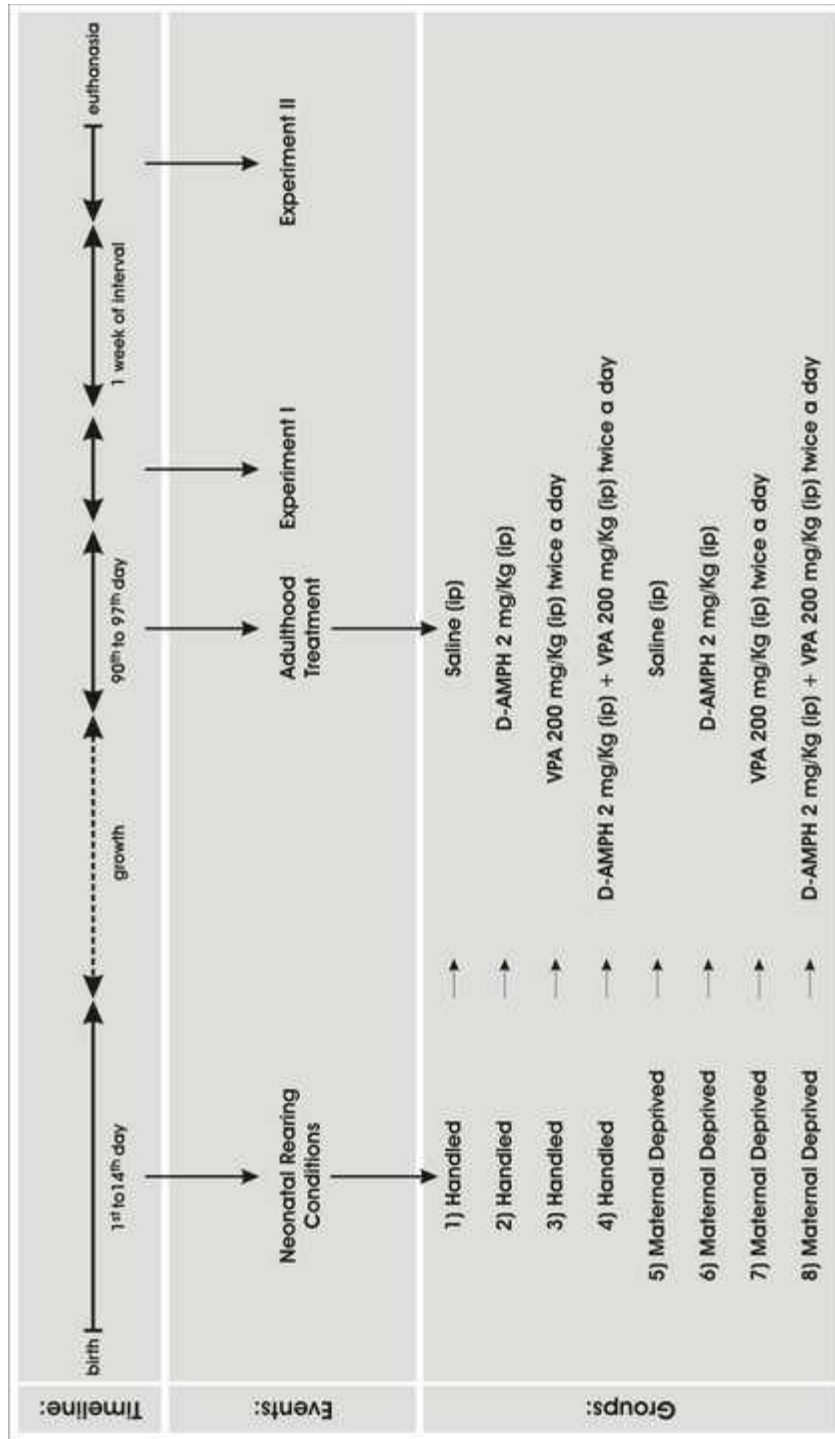 Timeline:
birth
1st to14th day
growth
90th to 97th day
1 week of interval
euthanasia
Events:
Neonatal Rearing
Conditions
Adulthood
Treatment
Experiment I
Experiment II
Groups:
1) Handled
Saline (ip)
2) Handled
D-AMPH 2 mg/Kg (ip)
3) Handled
VPA 200 mg/Kg (ip) twice a day
4) Handled
D-AMPH 2 mg/Kg (ip) + VPA 200 mg/Kg (ip) twice a day
5) Maternal Deprived
Saline (ip)
6) Maternal Deprived
D-AMPH 2 mg/Kg (ip)
7) Maternal Deprived
VPA 200 mg/Kg (ip) twice a day
8) Maternal Deprived
D-AMPH 2 mg/Kg (ip) + VPA 200 mg/Kg (ip) twice a day